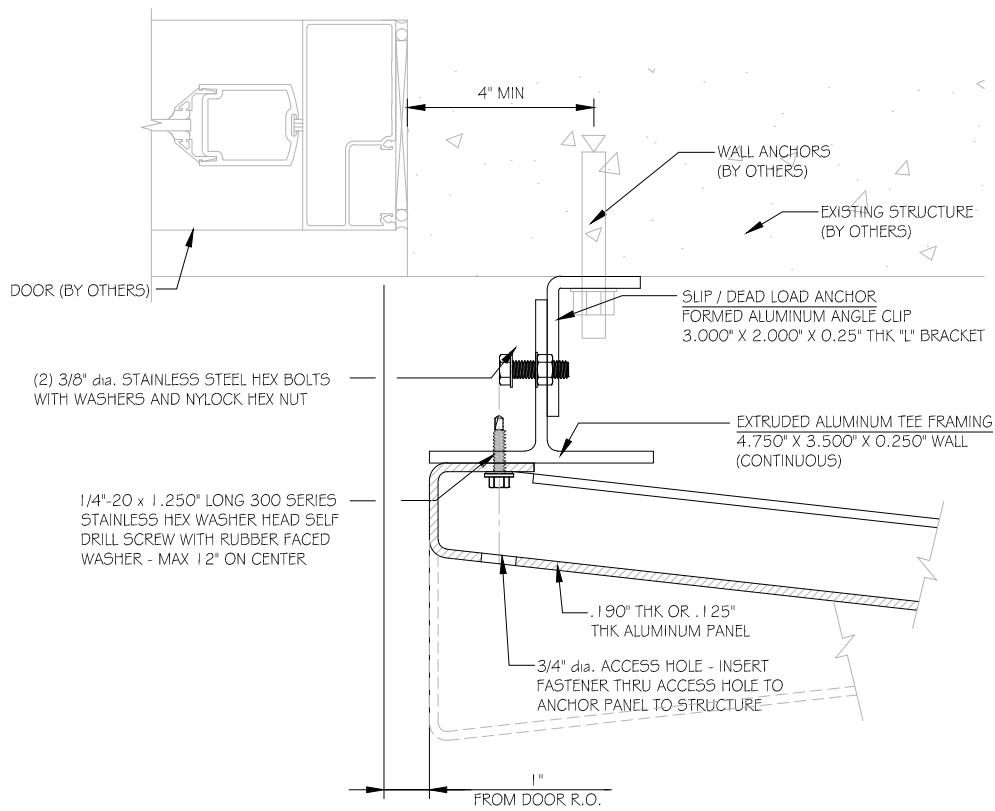 4" MIN
WALL ANCHORS
(BY OTHERS)
EXISTING STRUCTURE
(BY OTHERS)
DOOR (BY OTHERS)
SLIP / DEAD LOAD ANCHOR
FORMED ALUMINUM ANGLE CLIP
3.000" X 2.000" X 0.25" THK "L" BRACKET
(2) 3/8" dia. STAINLESS STEEL HEX BOLTS
WITH WASHERS AND NYLOCK HEX NUT
EXTRUDED ALUMINUM TEE FRAMING
4.750" X 3.500" X 0.250" WALL
(CONTINUOUS)
1/4"-20 x 1.250" LONG 300 SERIES
STAINLESS HEX WASHER HEAD SELF
DRILL SCREW WITH RUBBER FACED
WASHER - MAX 12" ON CENTER
.190" THK OR .125"
THK ALUMINUM PANEL
3/4" dia. ACCESS HOLE - INSERT
FASTENER THRU ACCESS HOLE TO
ANCHOR PANEL TO STRUCTURE
1"
FROM DOOR R.O.